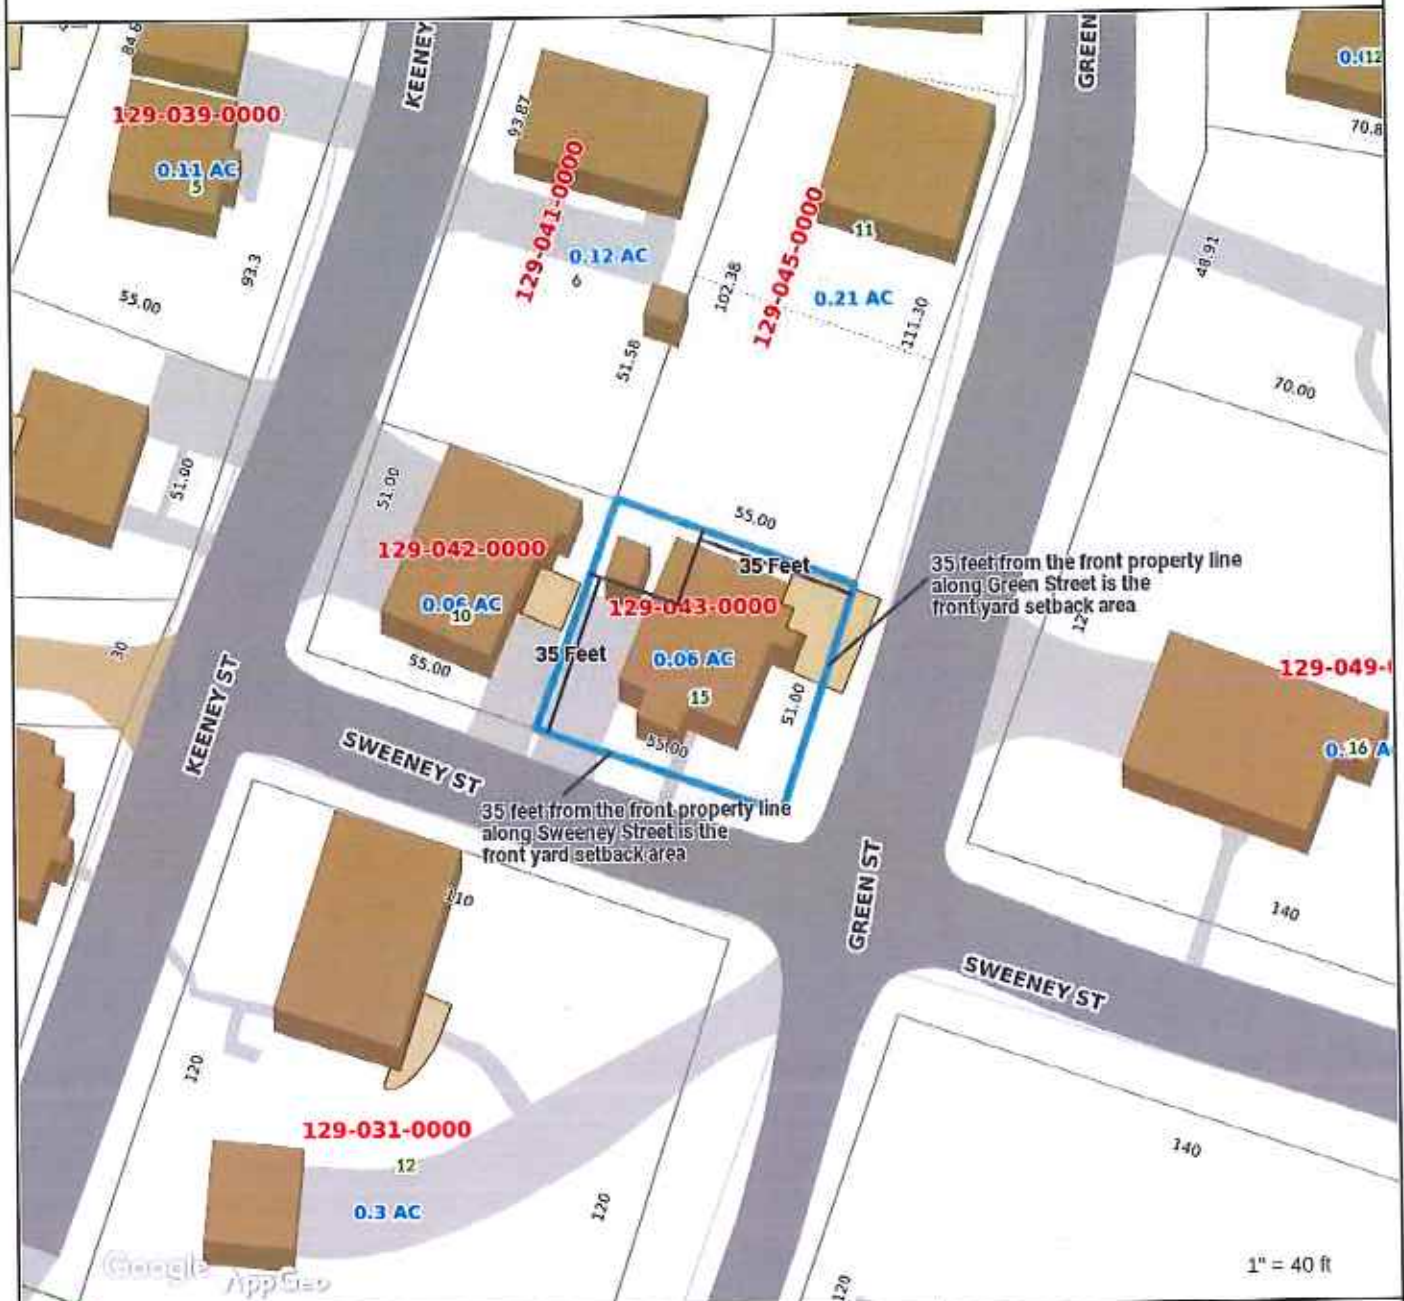 84.8
KEENEY
GREEN
129-039-0000
0.11 AC
5
93.3
55.00
93.87
129-041-0000
0.12 AC
6
102.38
51.58
129-045-0000
11
0.21 AC
111.30
70.8
48.91
70.00
51.00
51.00
129-042-0000
0.06 AC
10
55.00
55.00
35 Feet
129-043-0000
35 Feet
0.06 AC
15
51.00
55.00
35 feet from the front property line
along Green Street is the
front yard setback area
129-049-
16
30
KEENEY ST
SWEENEY ST
35 feet from the front property line
along Sweeney Street is the
front yard setback area
110
GREEN ST
140
SWEENEY ST
120
129-031-0000
12
0.3 AC
120
140
120
Google
AppGeo
1" = 40 ft